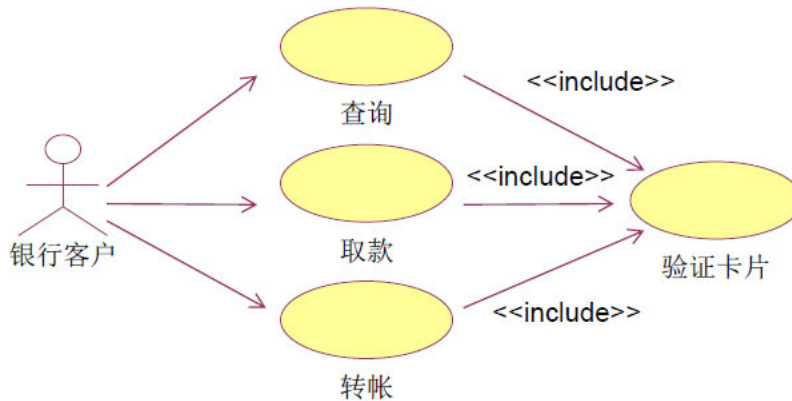 查询
<<include>>
银行客户
取款
<<include>>
验证卡片
转帐
<<include>>